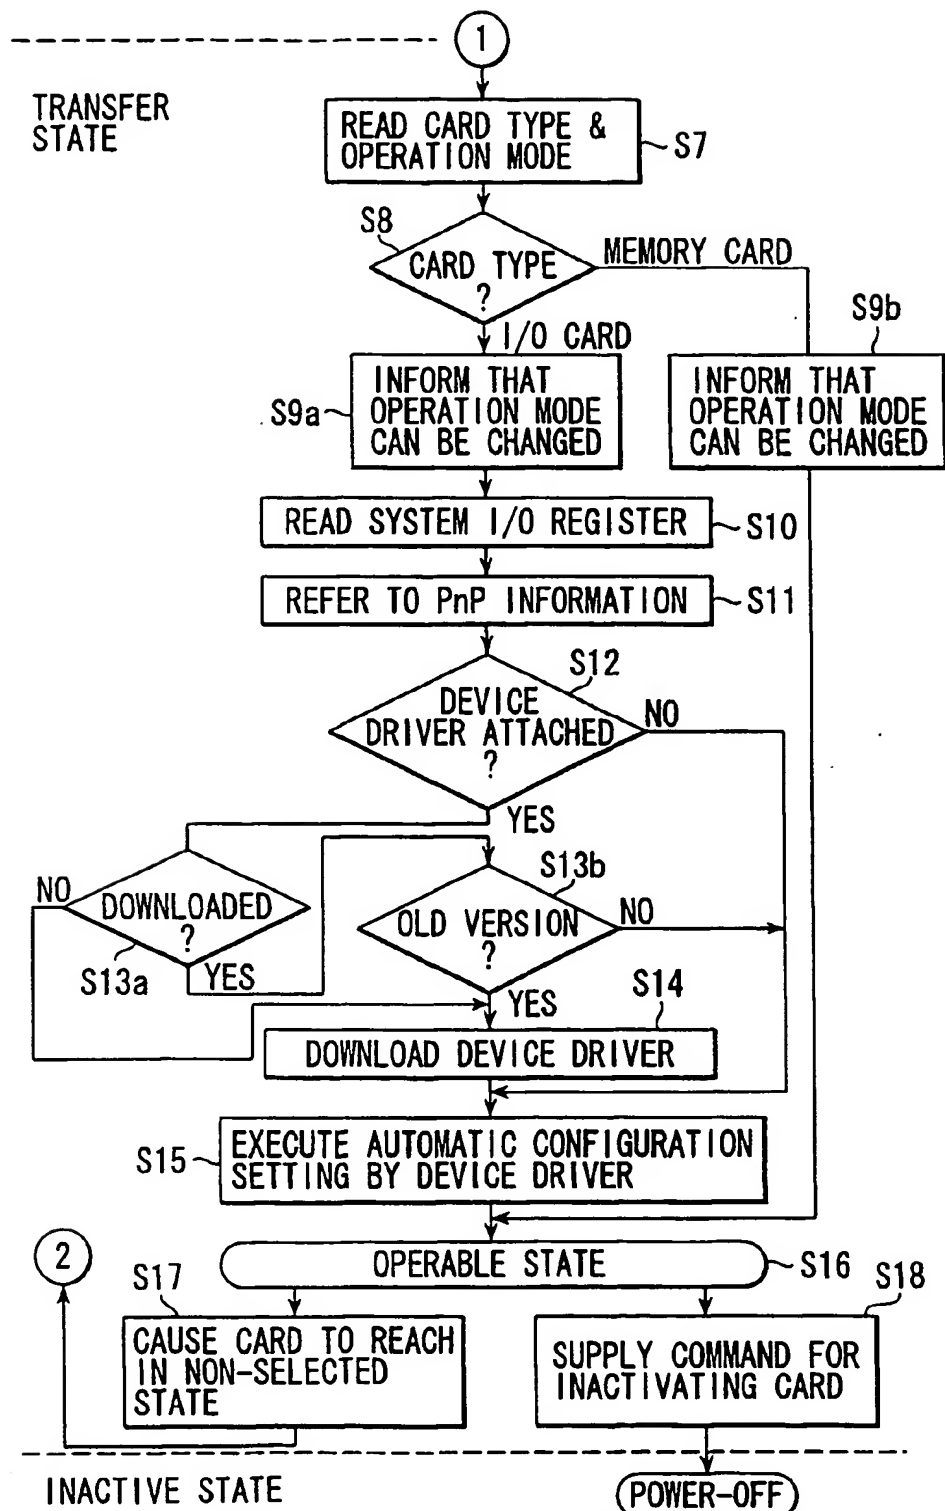 1
TRANSFER
STATE
READ CARD TYPE &
OPERATION MODE
S7
S8
CARD TYPE
?
MEMORY CARD
I/O CARD
S9b
S9a
INFORM THAT
OPERATION MODE
CAN BE CHANGED
INFORM THAT
OPERATION MODE
CAN BE CHANGED
READ SYSTEM I/O REGISTER
S10
REFER TO PnP INFORMATION
S11
S12
DEVICE
DRIVER ATTACHED
?
NO
YES
S13b
NO
DOWNLOADED
?
S13a
YES
OLD VERSION
?
NO
YES
S14
DOWNLOAD DEVICE DRIVER
S15
EXECUTE AUTOMATIC CONFIGURATION
SETTING BY DEVICE DRIVER
2
OPERABLE STATE
S16
S17
S18
CAUSE CARD TO REACH
IN NON-SELECTED
STATE
SUPPLY COMMAND FOR
INACTIVATING CARD
INACTIVE STATE
POWER-OFF